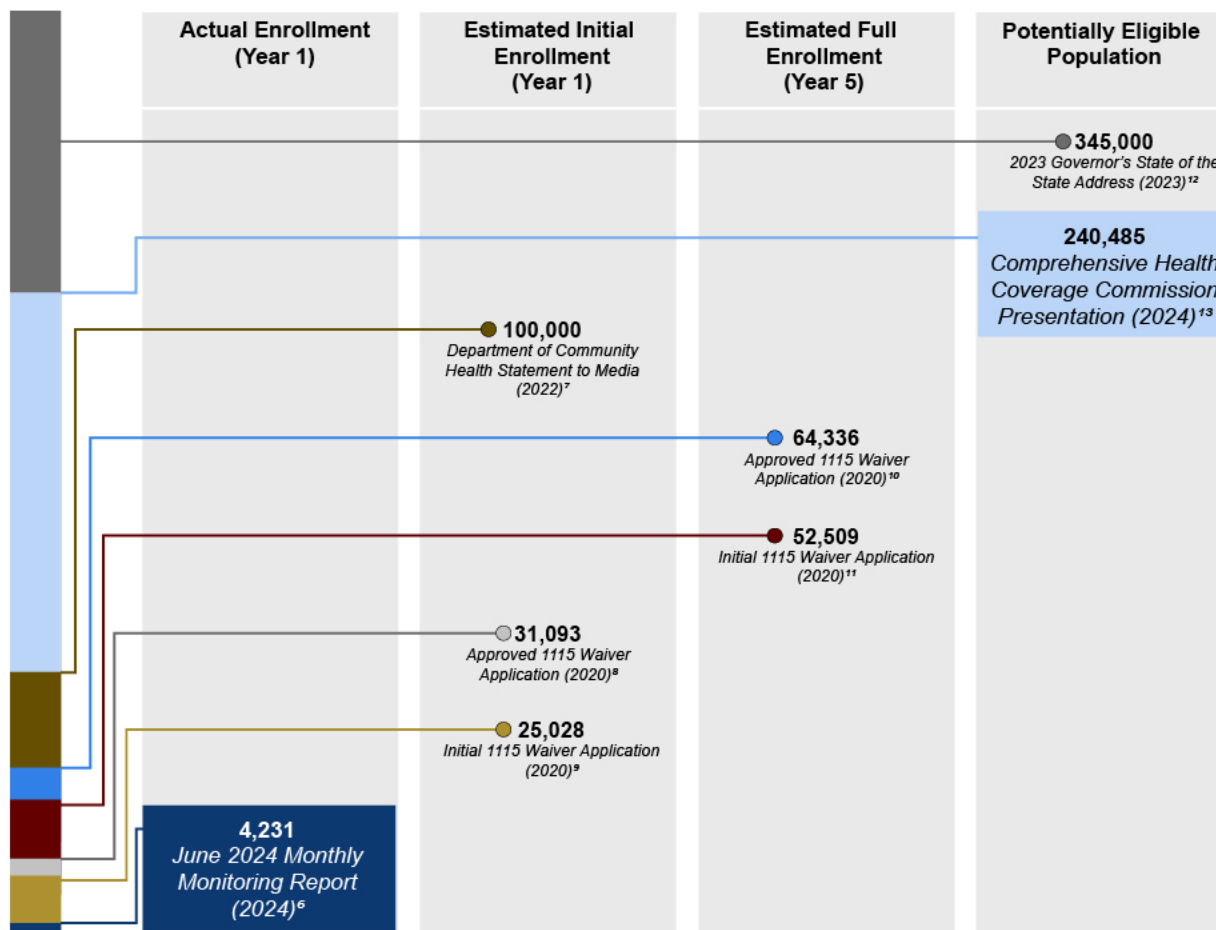 Actual Enrollment
(Year 1)
Estimated Initial
Enrollment
(Year 1)
Estimated Full
Enrollment
(Year 5)
Potentially Eligible
Population
345,000
2023 Governor's State of the
State Address (2023)¹²
240,485
Comprehensive Health
Coverage Commission
Presentation (2024)¹³
100,000
Department of Community
Health Statement to Media
(2022)⁷
64,336
Approved 1115 Waiver
Application (2020)¹⁰
52,509
Initial 1115 Waiver Application
(2020)¹¹
31,093
Approved 1115 Waiver
Application (2020)⁸
25,028
Initial 1115 Waiver Application
(2020)⁹
4,231
June 2024 Monthly
Monitoring Report
(2024)⁶